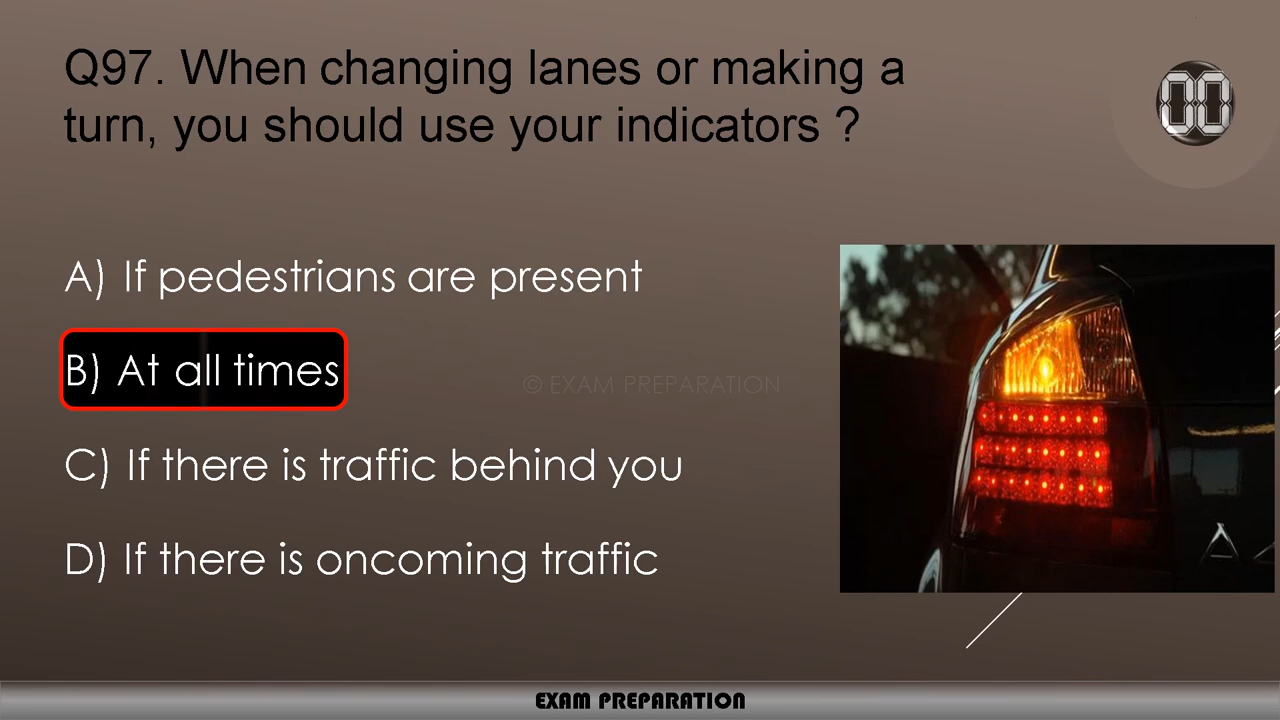 Q97. When changing lanes or making a
turn, you should use your indicators ?
00
A) If pedestrians are present
B) At all times
© EXAM PREPARATION
C) If there is traffic behind you
D) If there is oncoming traffic
EXAM PREPARATION